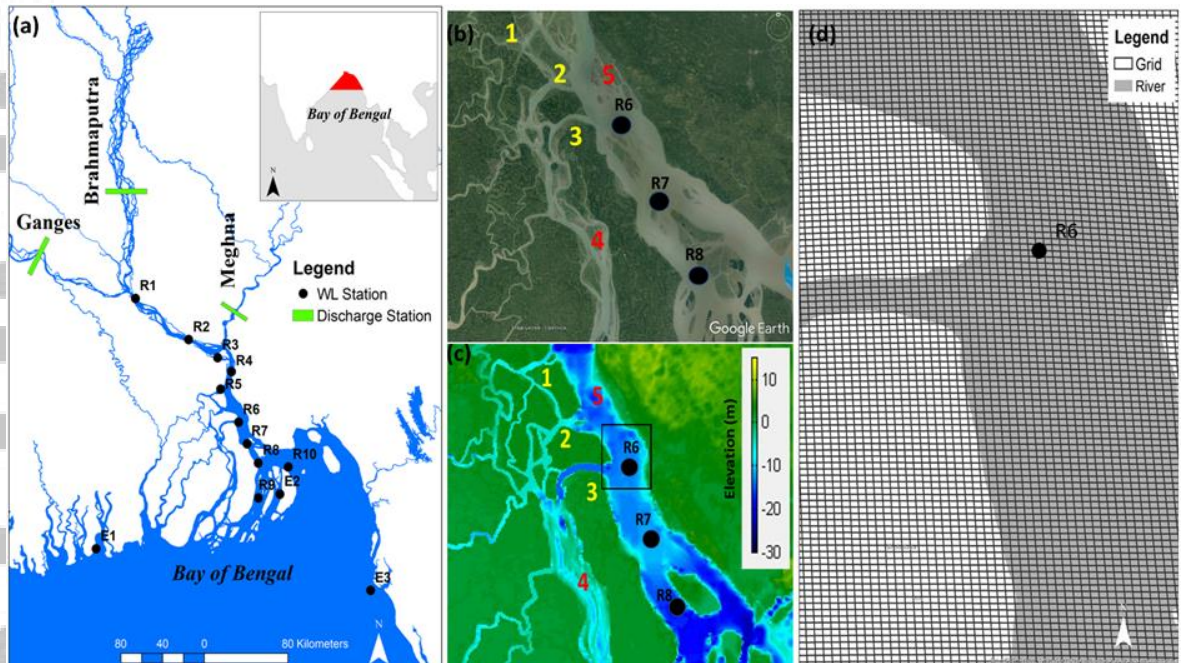 (a)
Bay of Bengal
N
Brahmaputra
Ganges
Meghna
Legend
WL Station
Discharge Station
R1
R2
R3
R4
R5
R6
R7
R8
R10
R9
E2
E1
E3
Bay of Bengal
80 40 0 80 Kilometers
N
(b)
1
2
5
R6
3
R7
4
R8
Google Earth
(c)
1
5
2
R6
3
R7
4
R8
Elevation (m)
10
0
-10
-20
-30
(d)
Legend
Grid
River
R6
N